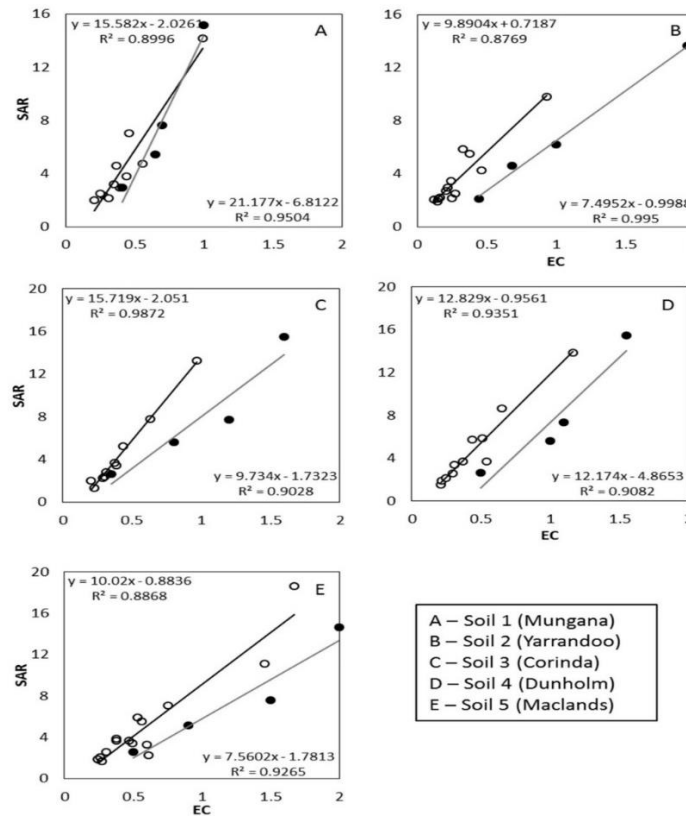 y = 15.582x - 2.0261
R² = 0.8996
A
SAR
16
12
8
4
0
0
0.5
1
1.5
2
y = 21.177x - 6.8122
R² = 0.9504
y = 9.8904x + 0.7187
R² = 0.8769
B
16
12
8
4
0
0
0.5
1
1.5
2
EC
y = 7.4952x - 0.9988
R² = 0.995
y = 15.719x - 2.051
R² = 0.9872
C
SAR
20
16
12
8
4
0
0
0.5
1
1.5
2
y = 9.734x - 1.7323
R² = 0.9028
y = 12.829x - 0.9561
R² = 0.9351
D
20
16
12
8
4
0
0
0.5
1
1.5
2
EC
y = 12.174x - 4.8653
R² = 0.9082
y = 10.02x - 0.8836
R² = 0.8868
E
SAR
20
16
12
8
4
0
0
0.5
1
1.5
2
EC
y = 7.5602x - 1.7813
R² = 0.9265
A – Soil 1 (Mungana)
B – Soil 2 (Yarrandoo)
C – Soil 3 (Corinda)
D – Soil 4 (Dunholm)
E – Soil 5 (Maclands)